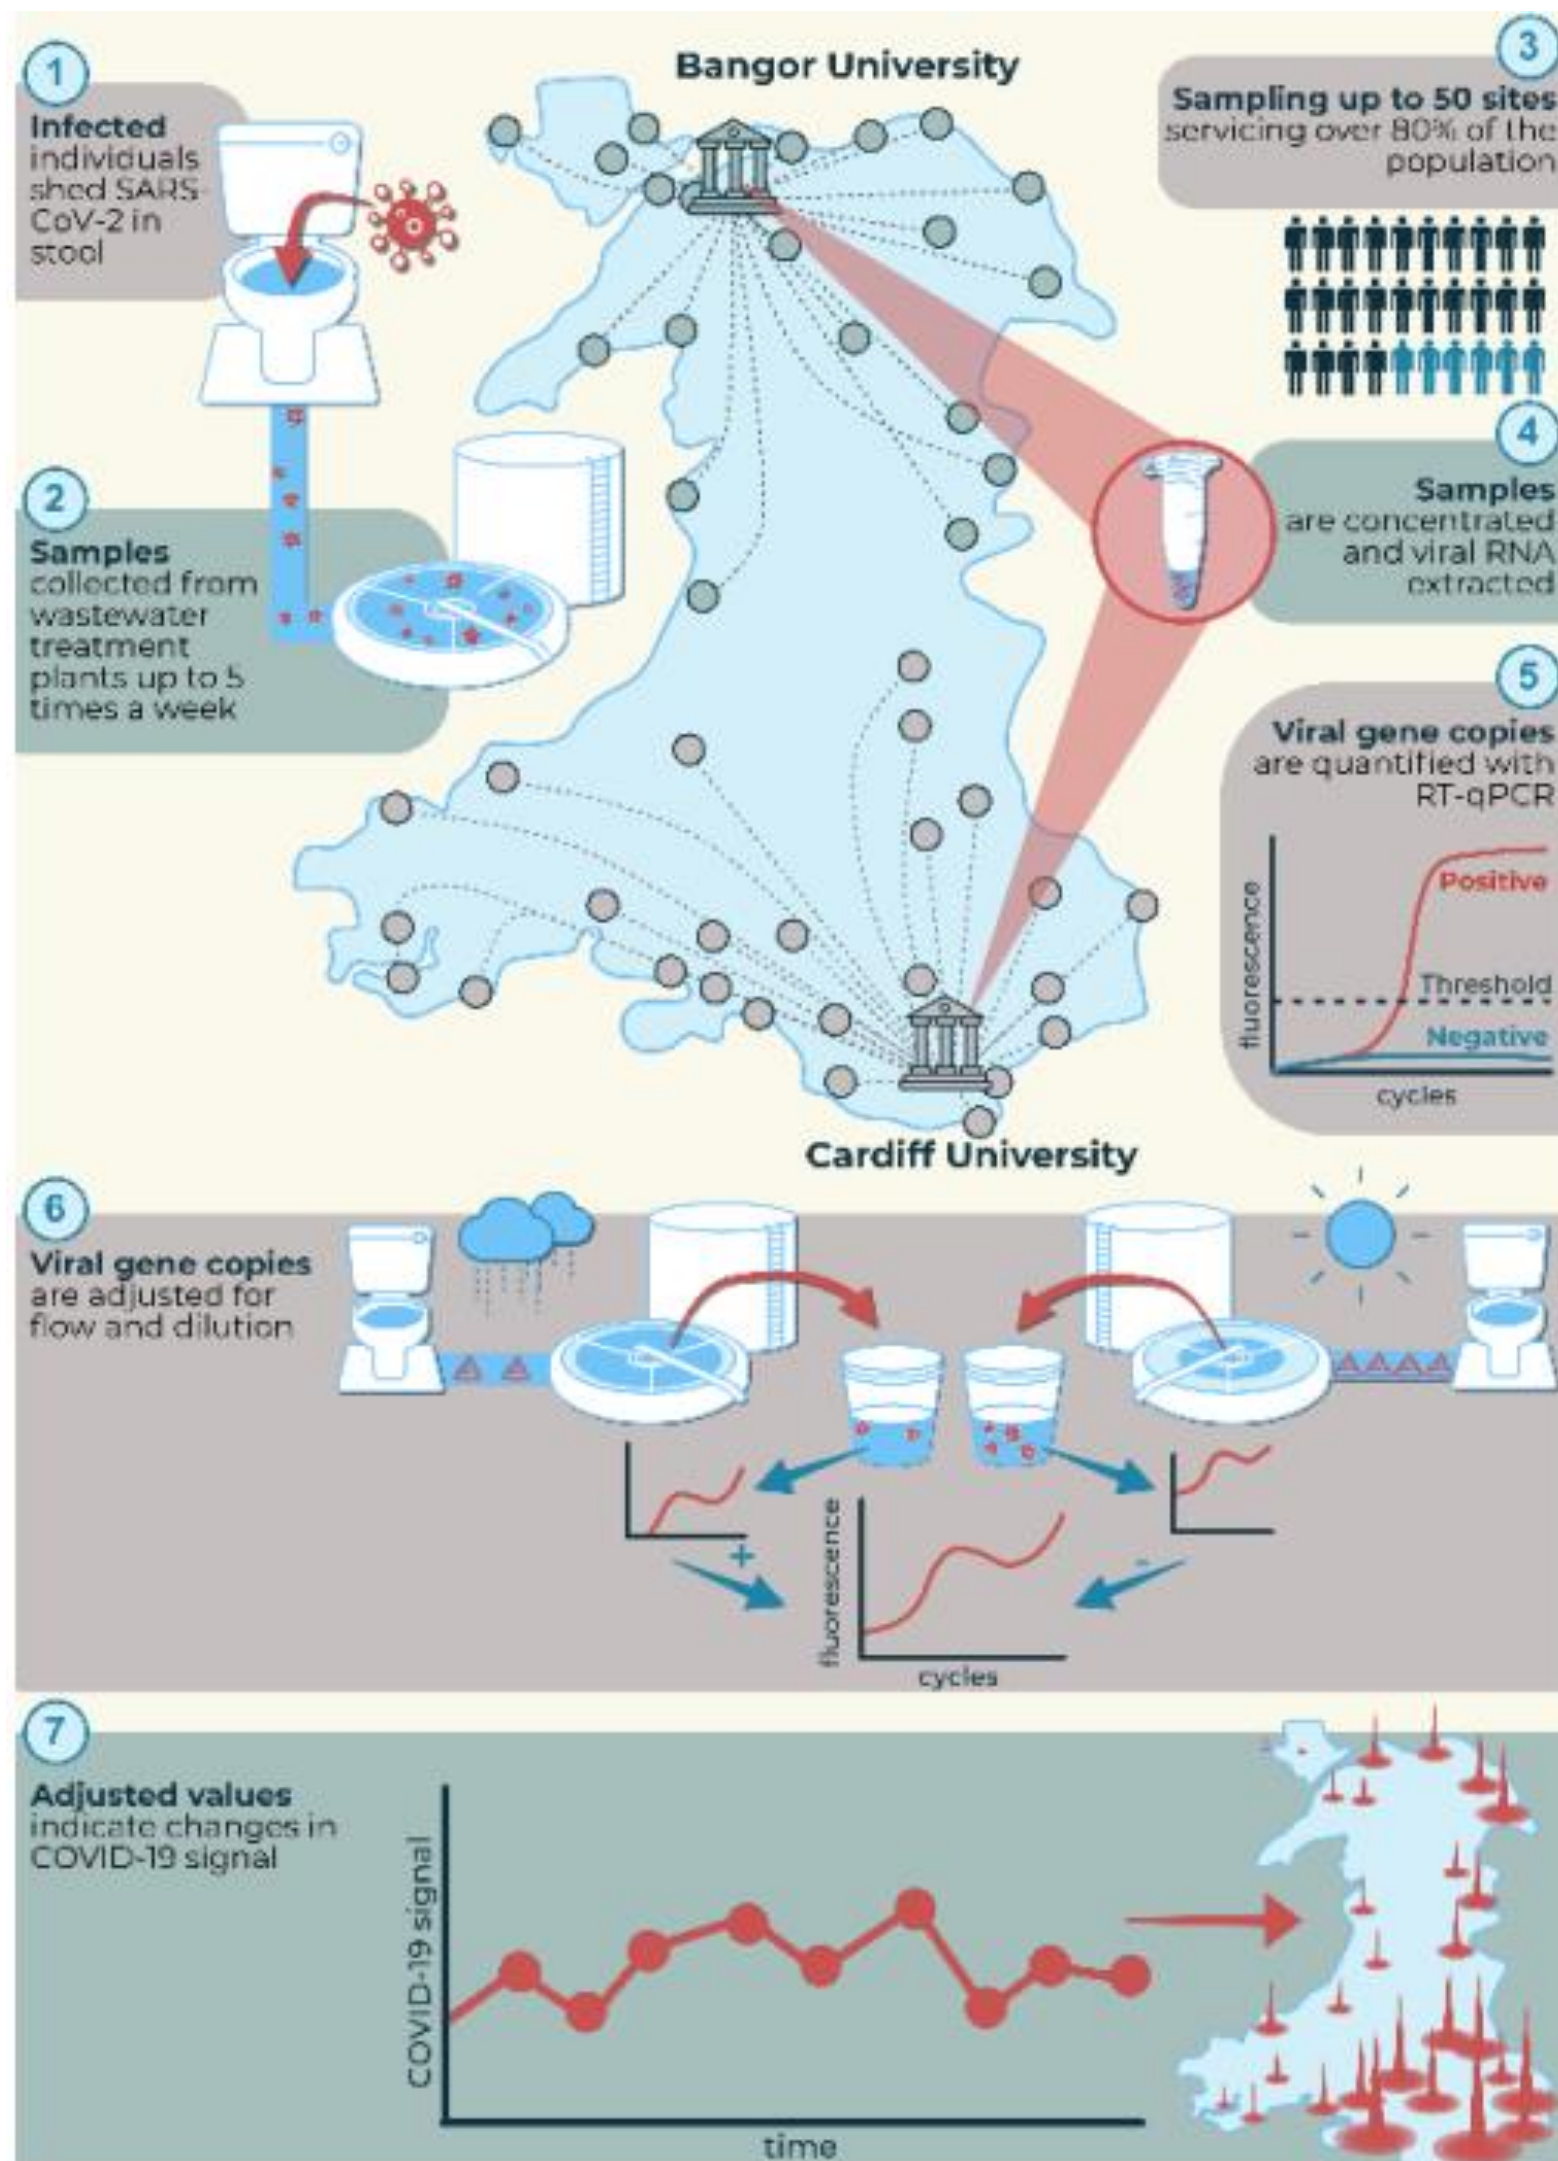 1
Infected
individuals
shed SARS-
CoV-2 in
stool
Bangor University
3
Sampling up to 50 sites
servicing over 80% of the
population
2
Samples
collected from
wastewater
treatment
plants up to 5
times a week
4
Samples
are concentrated
and viral RNA
extracted
5
Viral gene copies
are quantified with
RT-qPCR
fluorescence
Positive
Threshold
Negative
cycles
Cardiff University
6
Viral gene copies
are adjusted for
flow and dilution
+
-
fluorescence
cycles
7
Adjusted values
indicate changes in
COVID-19 signal
COVID-19 signal
time